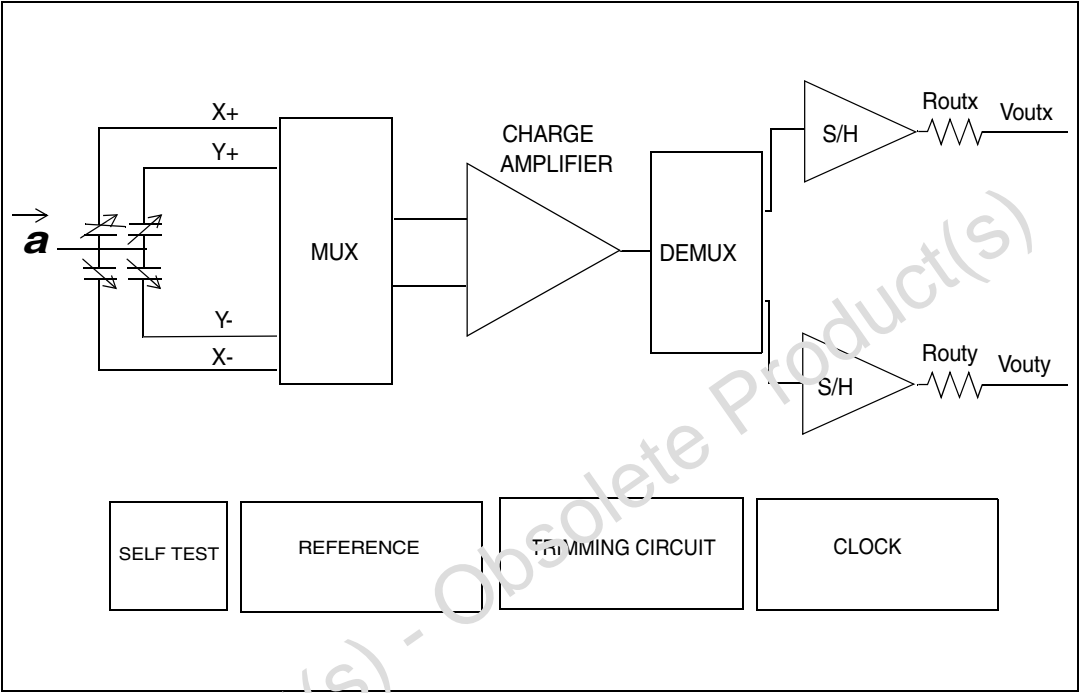 X+
Y+
a
Y-
X-
MUX
CHARGE
AMPLIFIER
DEMUX
S/H
Routx
Voutx
S/H
Routy
Vouty
SELF TEST
REFERENCE
TRIMMING CIRCUIT
CLOCK
(s) - Obsolete Product(s)